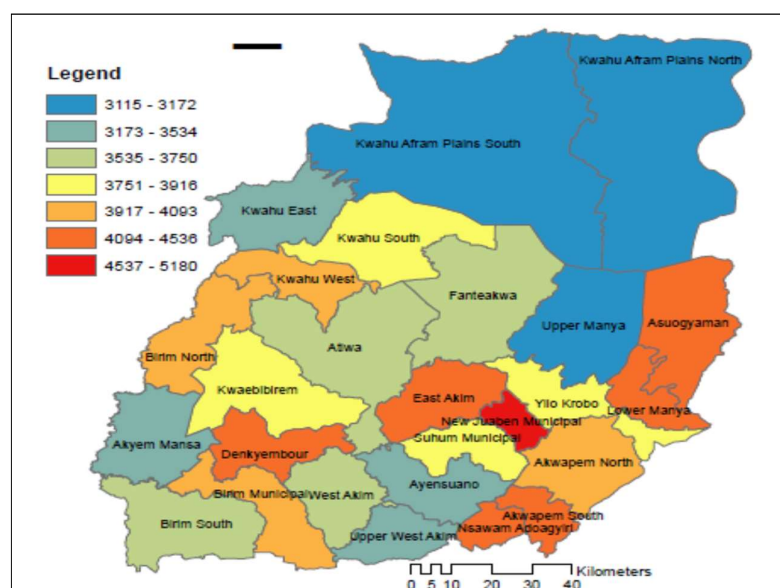 Legend
3115 - 3172
3173 - 3534
3535 - 3750
3751 - 3916
3917 - 4093
4094 - 4536
4537 - 5180
Kwahu Afram Plains North
Kwahu Afram Plains South
Kwahu East
Kwahu South
Kwahu West
Fanteakwa
Upper Manya
Asuogyaman
Birim North
Atiwa
Kwaebibirem
East Akim
Yilo Krobo
Lower Manya
New Juaben Municipal
Akyem Mansa
Denkyembour
Suhum Municipal
Akwapem North
Birim Municipal
West Akim
Ayensuano
Birim South
Upper West Akim
Akwapem South
Nsawam Adoagyiri
Kilometers
0 5 10 20 30 40